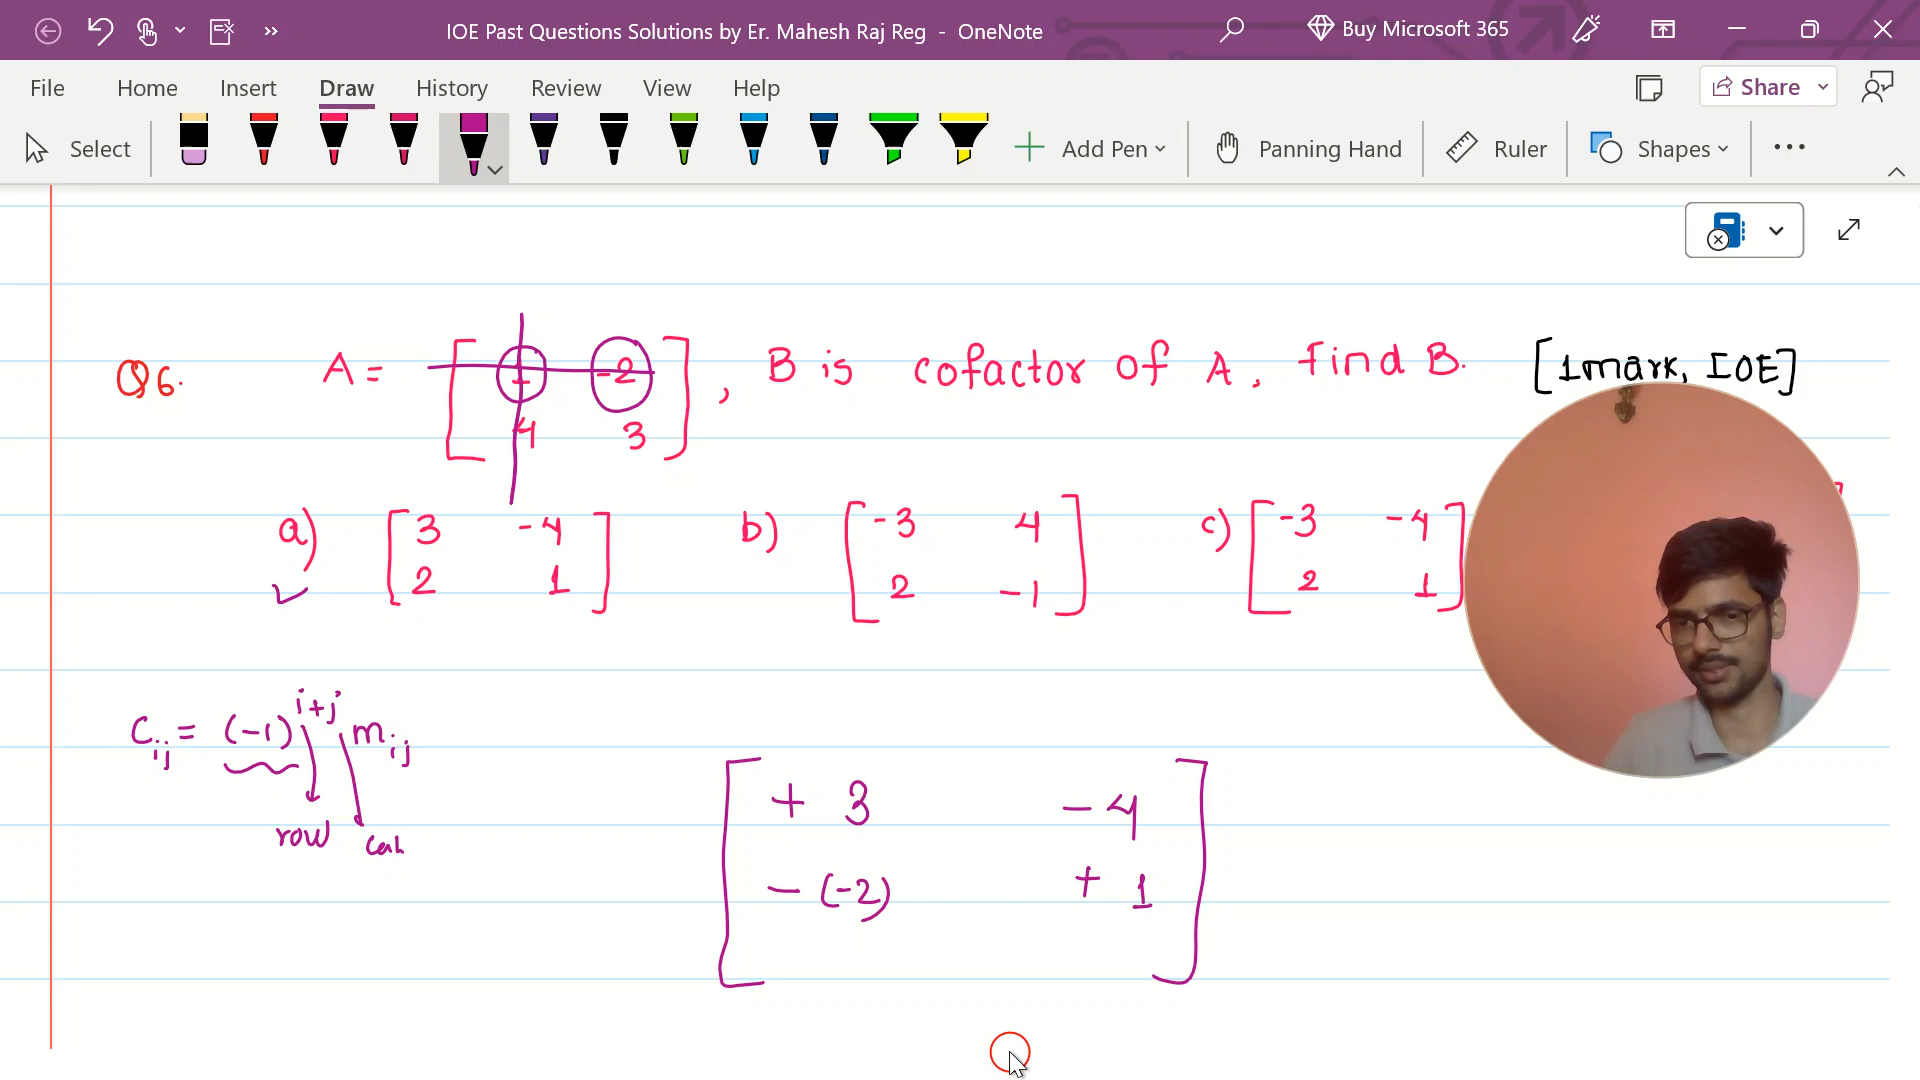 IOE Past Questions Solutions by Er. Mahesh Raj Reg - OneNote
Buy Microsoft 365
File Home Insert Draw History Review View Help
Share
Select
Add Pen
Panning Hand
Ruler
Shapes
Q6. A = [ 1 -2 ] , B is cofactor of A, find B. [1mark, IOE]
4 3
a) [ 3 -4 ] b) [ -3 4 ] c) [ -3 -4 ]
2 1 2 -1 2 1
Cij = (-1)i+j mij
row
[ + 3 - 4 ]
- (-2) + 1